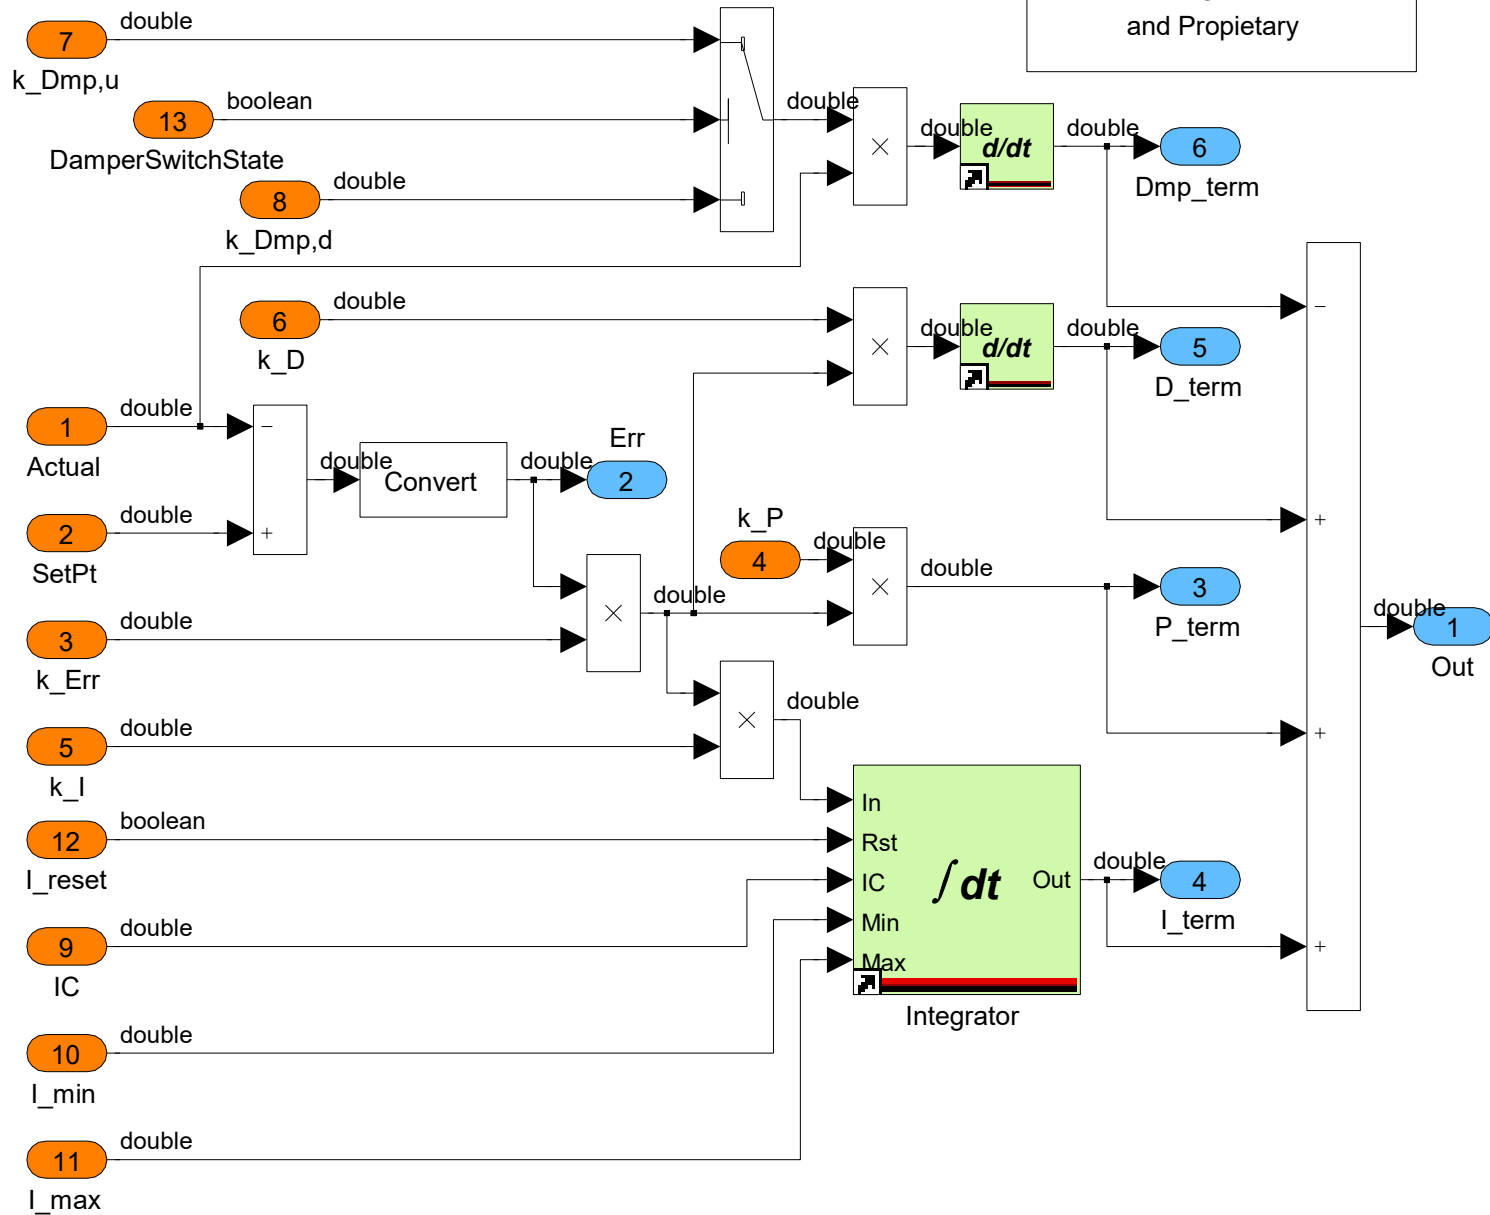 and Propietary
double
7
k_Dmp,u
boolean
13
DamperSwitchState
double
8
k_Dmp,d
double
×
double
d/dt
double
6
Dmp_term
double
6
k_D
×
double
d/dt
double
5
D_term
−
double
1
Actual
−
double
Convert
double
Err
2
double
2
SetPt
+
k_P
4
double
×
double
3
P_term
+
double
3
k_Err
×
double
double
1
Out
double
5
k_I
×
double
+
boolean
12
I_reset
In
Rst
IC
Min
Max
∫dt
Out
Integrator
double
4
I_term
+
double
9
IC
double
10
I_min
double
11
I_max